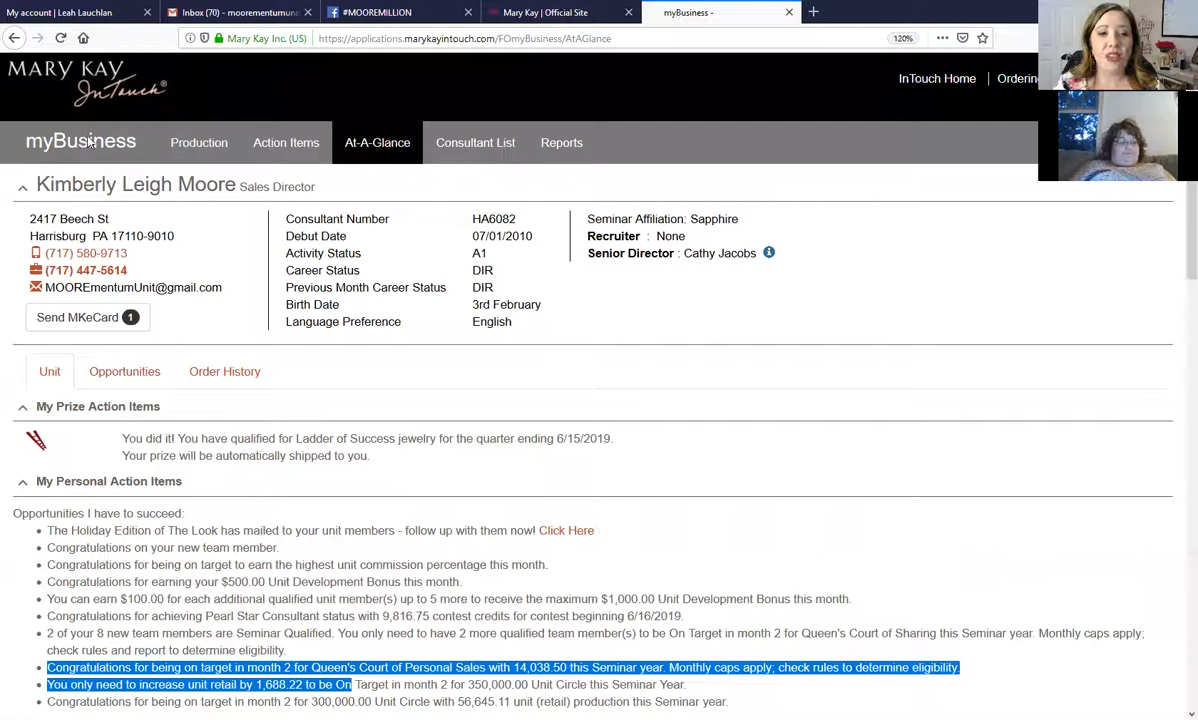 My account | Leah Lauchlan
Inbox (70) - moorementumuni
#MOOREMILLION
Mary Kay | Official Site
myBusiness -
Mary Kay Inc. (US)
https://applications.marykayintouch.com/FOmyBusiness/AtAGlance
120%
MARY KAY
InTouch®
InTouch Home
Ordering
myBusiness
Production
Action Items
At-A-Glance
Consultant List
Reports
Kimberly Leigh Moore Sales Director
2417 Beech St
Harrisburg PA 17110-9010
(717) 580-9713
(717) 447-5614
MOOREmentumUnit@gmail.com
Send MKeCard 1
Consultant Number HA6082
Debut Date 07/01/2010
Activity Status A1
Career Status DIR
Previous Month Career Status DIR
Birth Date 3rd February
Language Preference English
Seminar Affiliation: Sapphire
Recruiter : None
Senior Director : Cathy Jacobs
Unit
Opportunities
Order History
My Prize Action Items
You did it! You have qualified for Ladder of Success jewelry for the quarter ending 6/15/2019.
Your prize will be automatically shipped to you.
My Personal Action Items
Opportunities I have to succeed:
The Holiday Edition of The Look has mailed to your unit members - follow up with them now! Click Here
Congratulations on your new team member.
Congratulations for being on target to earn the highest unit commission percentage this month.
Congratulations for earning your $500.00 Unit Development Bonus this month.
You can earn $100.00 for each additional qualified unit member(s) up to 5 more to receive the maximum $1,000.00 Unit Development Bonus this month.
Congratulations for achieving Pearl Star Consultant status with 9,816.75 contest credits for contest beginning 6/16/2019.
2 of your 8 new team members are Seminar Qualified. You only need to have 2 more qualified team member(s) to be On Target in month 2 for Queen's Court of Sharing this Seminar year. Monthly caps apply;
check rules and report to determine eligibility.
Congratulations for being on target in month 2 for Queen's Court of Personal Sales with 14,038.50 this Seminar year. Monthly caps apply; check rules to determine eligibility.
You only need to increase unit retail by 1,688.22 to be On Target in month 2 for 350,000.00 Unit Circle this Seminar Year.
Congratulations for being on target in month 2 for 300,000.00 Unit Circle with 56,645.11 unit (retail) production this Seminar year.